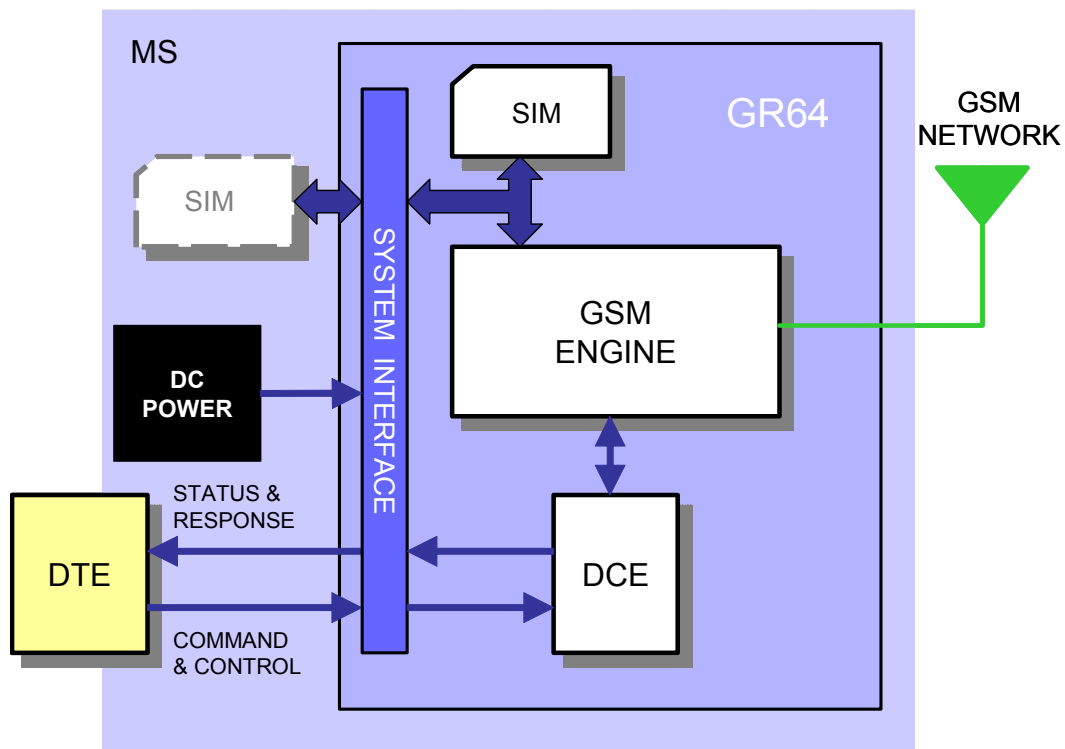 MS
GR64
SIM
GSM
NETWORK
SIM
SYSTEM INTERFACE
GSM
ENGINE
DC
POWER
STATUS &
RESPONSE
DTE
DCE
COMMAND
& CONTROL